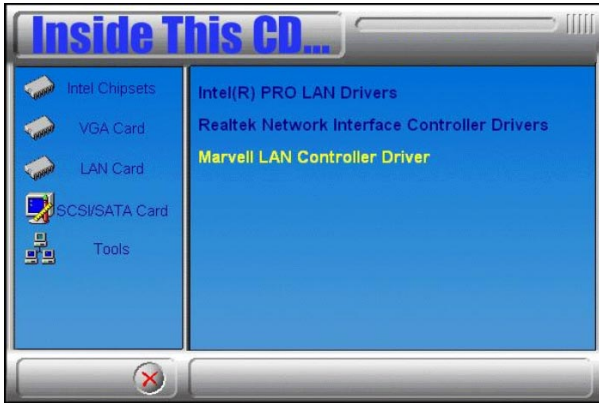 Inside This CD...
Intel Chipsets
VGA Card
LAN Card
SCSI/SATA Card
Tools
Intel(R) PRO LAN Drivers
Realtek Network Interface Controller Drivers
Marvell LAN Controller Driver